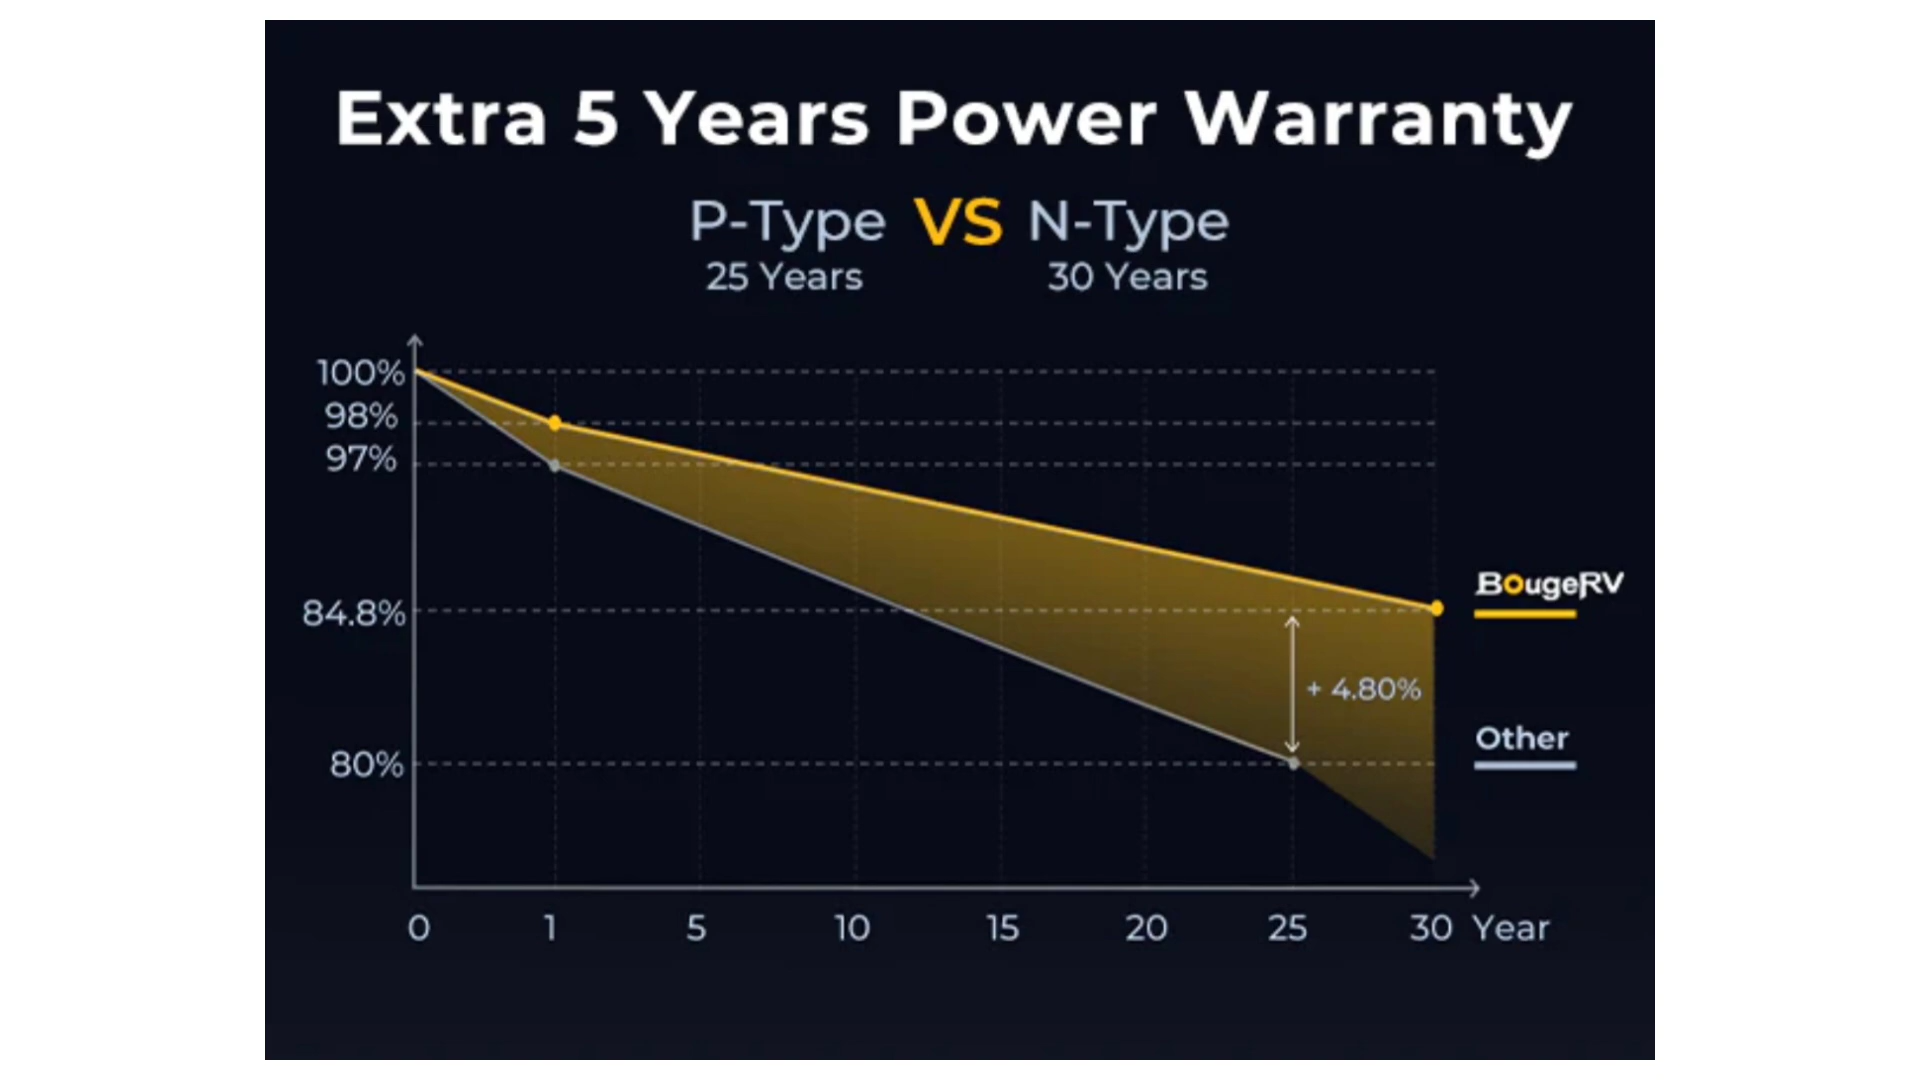 Extra 5 Years Power Warranty
P-Type VS N-Type
25 Years 30 Years
100%
98%
97%
84.8%
80%
BougeRV
+ 4.80%
Other
0 1 5 10 15 20 25 30 Year